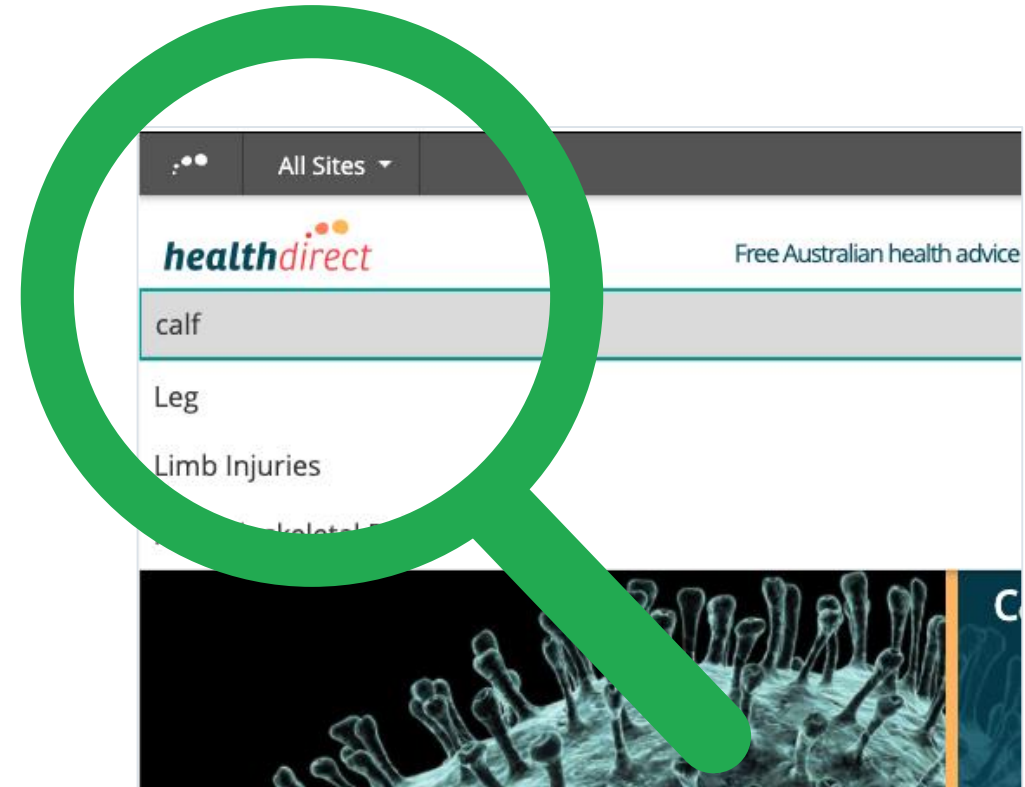 All Sites
healthdirect
Free Australian health advice
calf
Leg
Limb Injuries